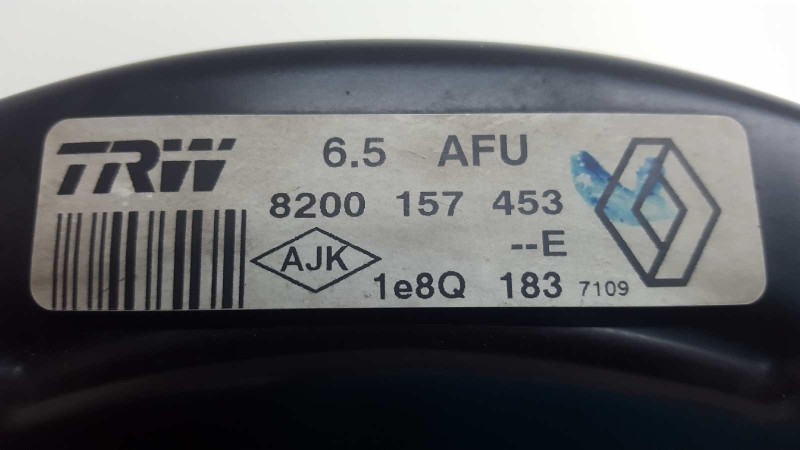 TRW 6.5 AFU
8200 157 453
--E
AJK
1e8Q 183 7109